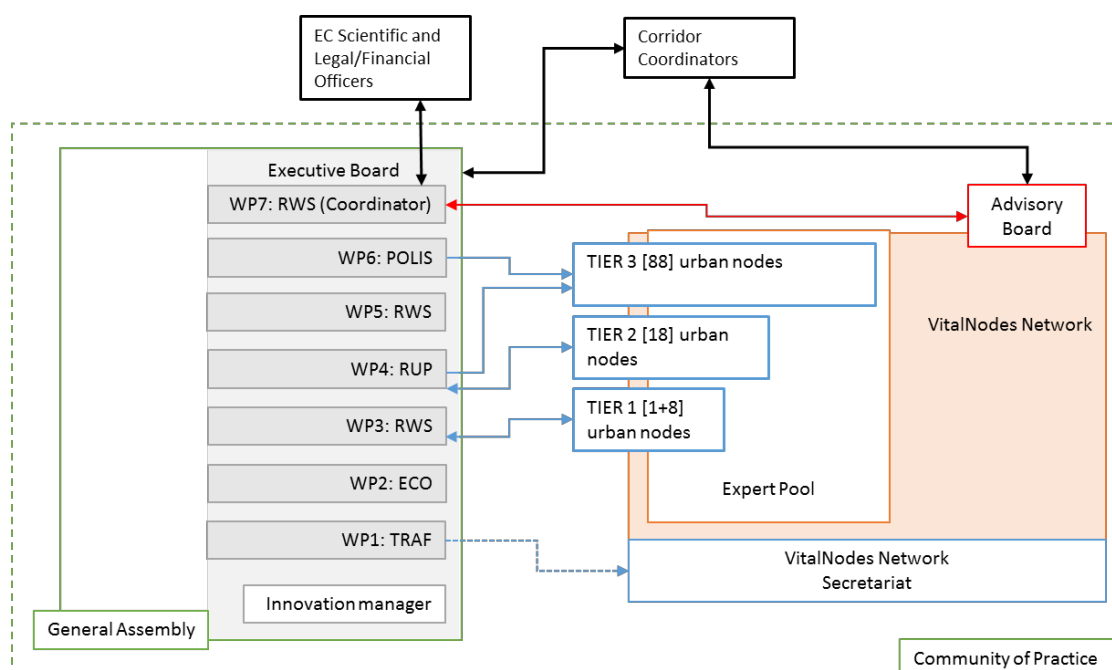 EC Scientific and
Legal/Financial
Officers
Corridor
Coordinators
Executive Board
WP7: RWS (Coordinator)
Advisory
Board
WP6: POLIS
TIER 3 [88] urban nodes
WP5: RWS
VitalNodes Network
TIER 2 [18] urban
nodes
WP4: RUP
TIER 1 [1+8]
urban nodes
WP3: RWS
WP2: ECO
Expert Pool
WP1: TRAF
VitalNodes Network
Secretariat
Innovation manager
General Assembly
Community of Practice